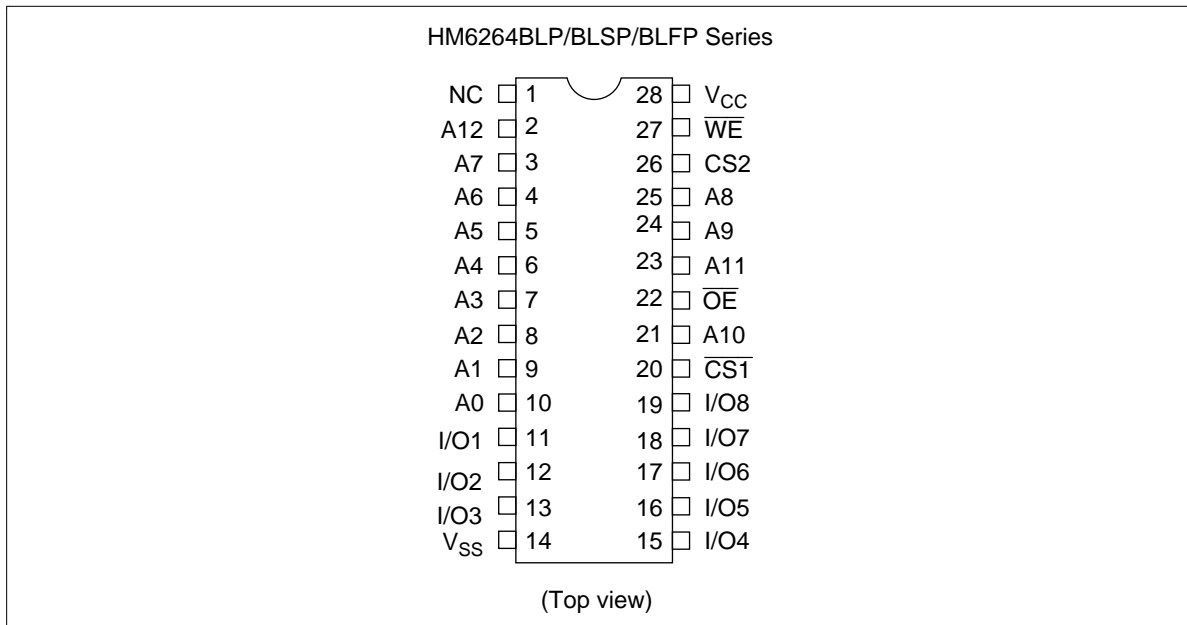 HM6264BLP/BLSP/BLFP Series
NC 1 28 VCC
A12 2 27 WE
A7 3 26 CS2
A6 4 25 A8
A5 5 24 A9
A4 6 23 A11
A3 7 22 OE
A2 8 21 A10
A1 9 20 CS1
A0 10 19 I/O8
I/O1 11 18 I/O7
I/O2 12 17 I/O6
I/O3 13 16 I/O5
VSS 14 15 I/O4
(Top view)